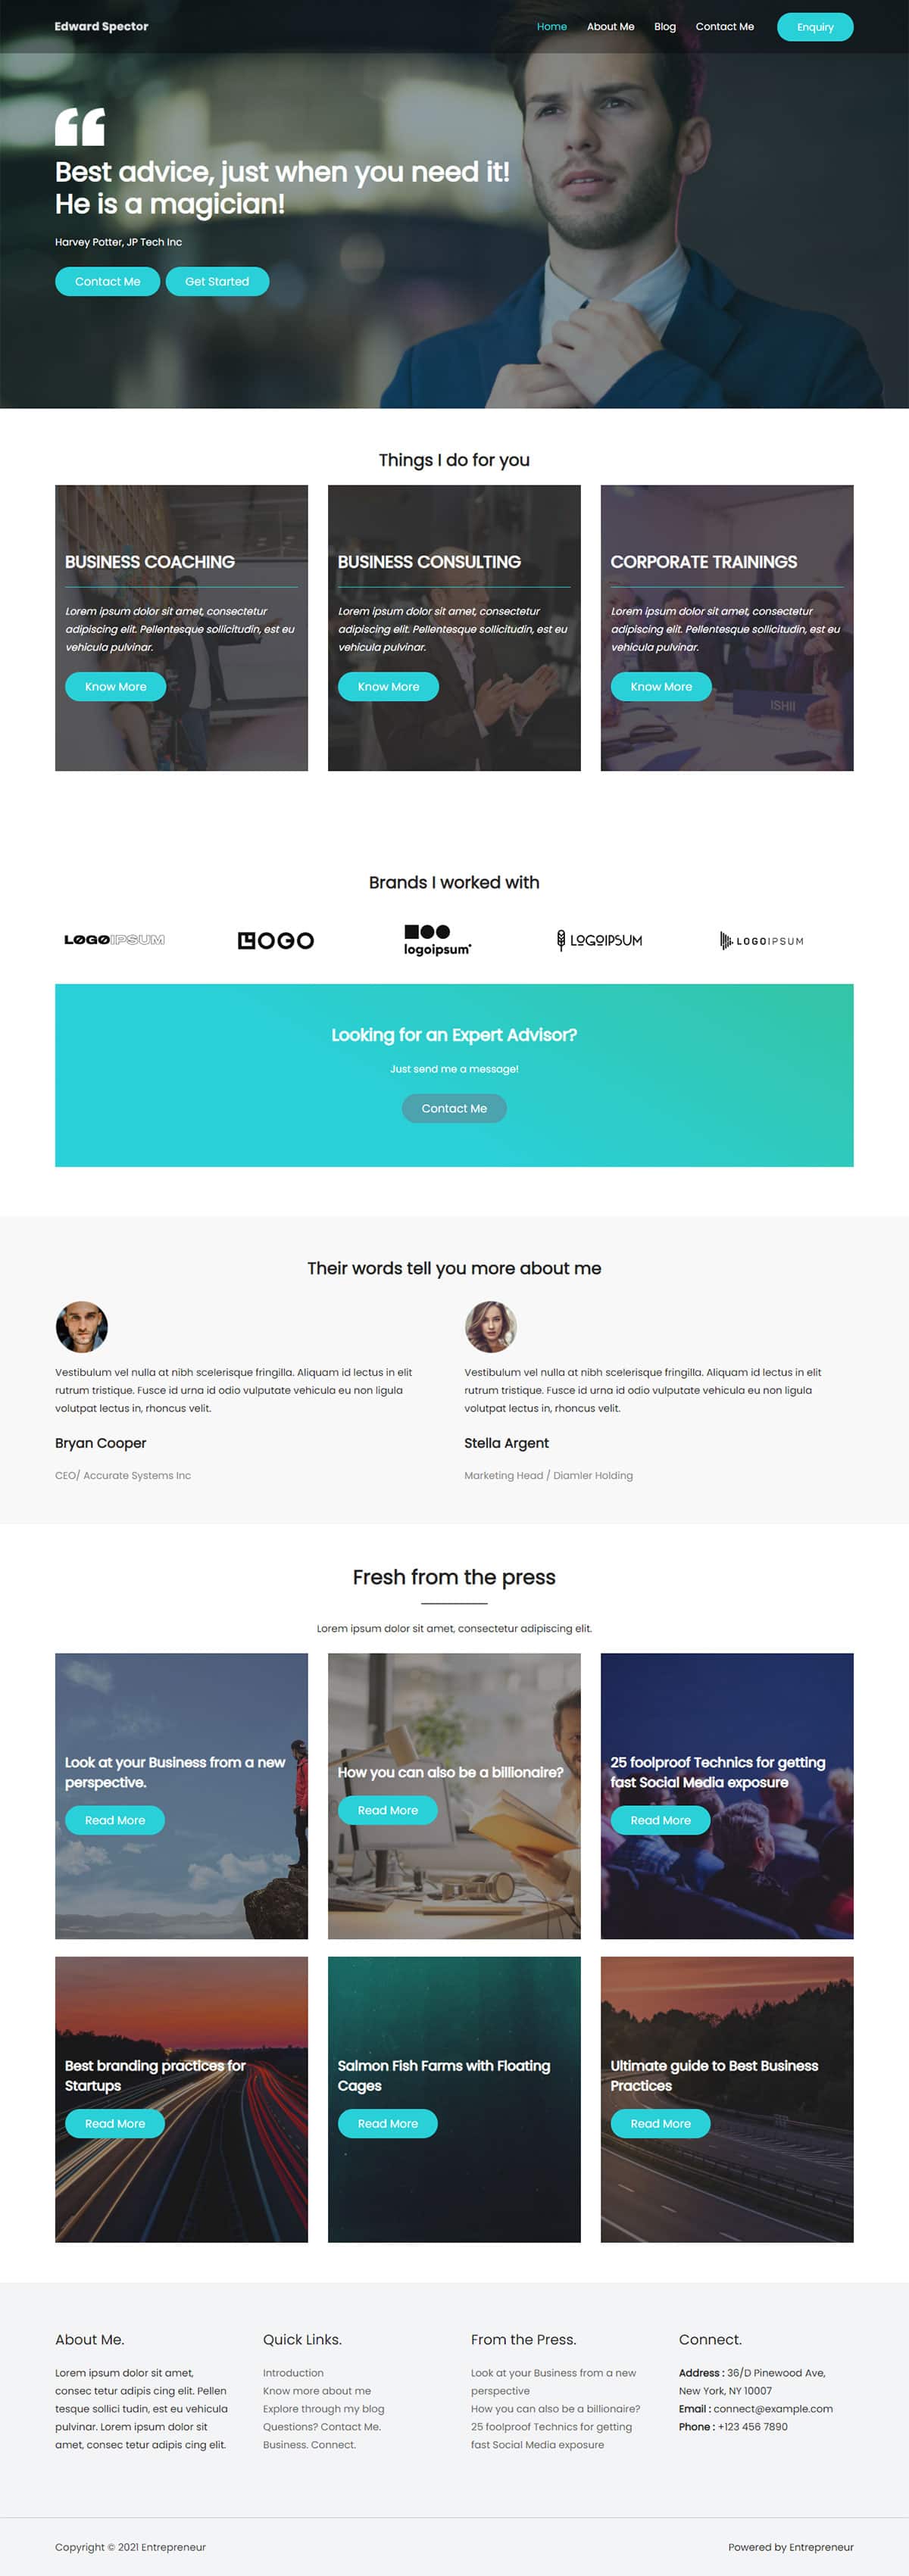 Edward Spector
Home
About Me
Blog
Contact Me
Enquiry
Best advice, just when you need it!
He is a magician!
Harvey Potter, JP Tech Inc
Contact Me
Get Started
Things I do for you
BUSINESS COACHING
Lorem ipsum dolor sit amet, consectetur
adipiscing elit. Pellentesque sollicitudin, est eu
vehicula pulvinar.
Know More
BUSINESS CONSULTING
Lorem ipsum dolor sit amet, consectetur
adipiscing elit. Pellentesque sollicitudin, est eu
vehicula pulvinar.
Know More
CORPORATE TRAININGS
Lorem ipsum dolor sit amet, consectetur
adipiscing elit. Pellentesque sollicitudin, est eu
vehicula pulvinar.
Know More
ISHII
Brands I worked with
LOGOIPSUM
LOGO
logoipsum
LOGOIPSUM
LOGOIPSUM
Looking for an Expert Advisor?
Just send me a message!
Contact Me
Their words tell you more about me
Vestibulum vel nulla at nibh scelerisque fringilla. Aliquam id lectus in elit
rutrum tristique. Fusce id urna id odio vulputate vehicula eu non ligula
volutpat lectus in, rhoncus velit.
Bryan Cooper
CEO/ Accurate Systems Inc
Vestibulum vel nulla at nibh scelerisque fringilla. Aliquam id lectus in elit
rutrum tristique. Fusce id urna id odio vulputate vehicula eu non ligula
volutpat lectus in, rhoncus velit.
Stella Argent
Marketing Head / Diamler Holding
Fresh from the press
Lorem ipsum dolor sit amet, consectetur adipiscing elit.
Look at your Business from a new
perspective.
Read More
How you can also be a billionaire?
Read More
25 foolproof Technics for getting
fast Social Media exposure
Read More
Best branding practices for
Startups
Read More
Salmon Fish Farms with Floating
Cages
Read More
Ultimate guide to Best Business
Practices
Read More
About Me.
Lorem ipsum dolor sit amet,
consec tetur adipis cing elit. Pellen
tesque sollici tudin, est eu vehicula
pulvinar. Lorem ipsum dolor sit
amet, consec tetur adipis cing elit.
Quick Links.
Introduction
Know more about me
Explore through my blog
Questions? Contact Me.
Business. Connect.
From the Press.
Look at your Business from a new
perspective
How you can also be a billionaire?
25 foolproof Technics for getting
fast Social Media exposure
Connect.
Address : 36/D Pinewood Ave,
New York, NY 10007
Email : connect@example.com
Phone : +123 456 7890
Copyright © 2021 Entrepreneur
Powered by Entrepreneur